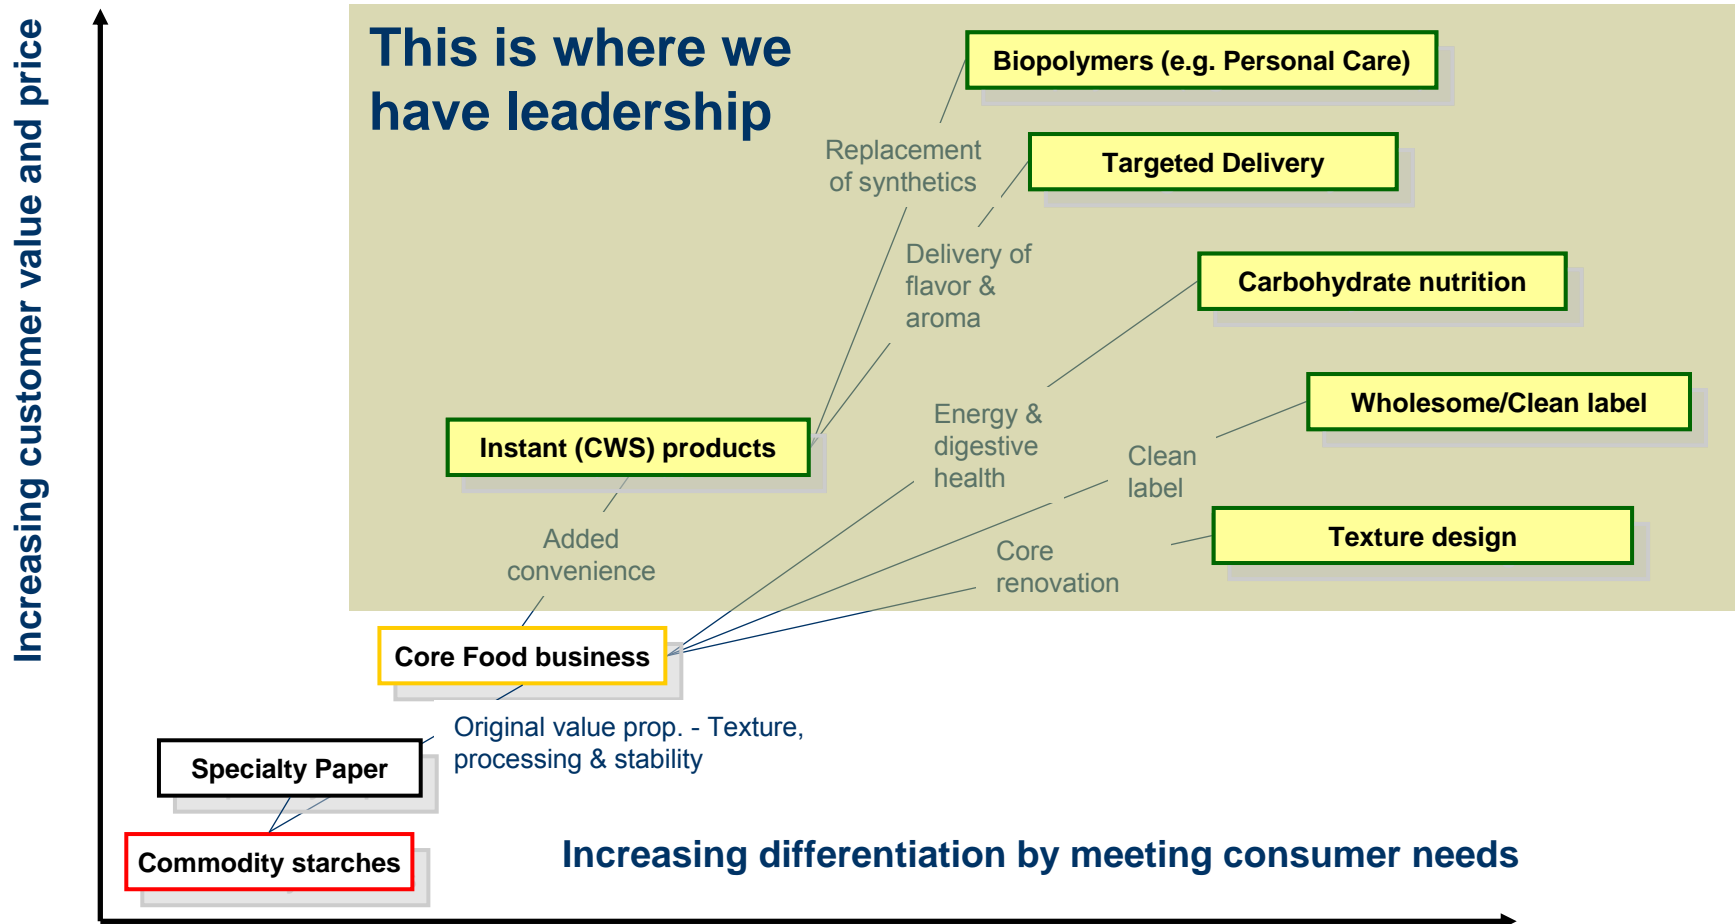 Increasing customer value and price
This is where we
have leadership
Biopolymers (e.g. Personal Care)
Replacement
of synthetics
Targeted Delivery
Delivery of
flavor &
aroma
Carbohydrate nutrition
Energy &
digestive
health
Wholesome/Clean label
Clean
label
Instant (CWS) products
Texture design
Added
convenience
Core
renovation
Core Food business
Original value prop. - Texture,
processing & stability
Specialty Paper
Commodity starches
Increasing differentiation by meeting consumer needs